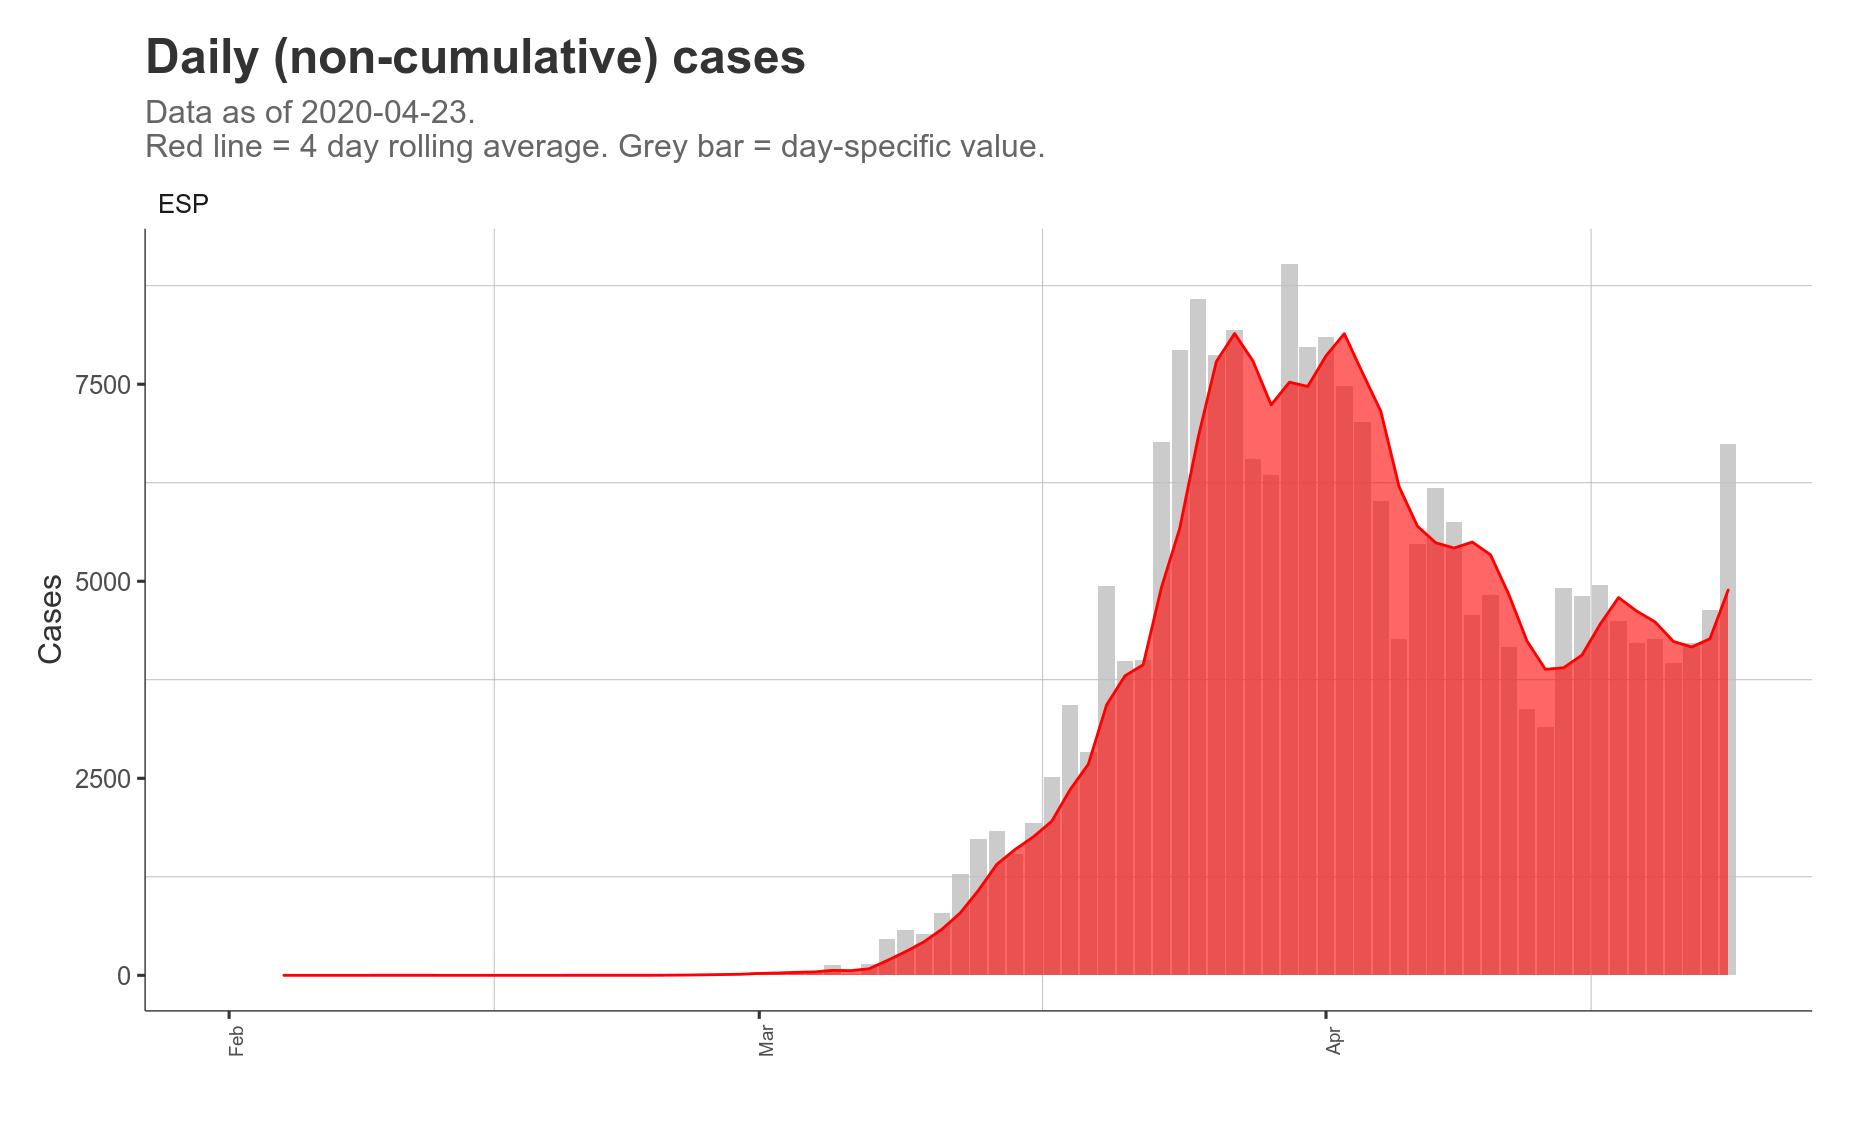 Daily (non-cumulative) cases
Data as of 2020-04-23.
Red line = 4 day rolling average. Grey bar = day-specific value.
ESP
Cases
7500
5000
2500
0
Feb
Mar
Apr